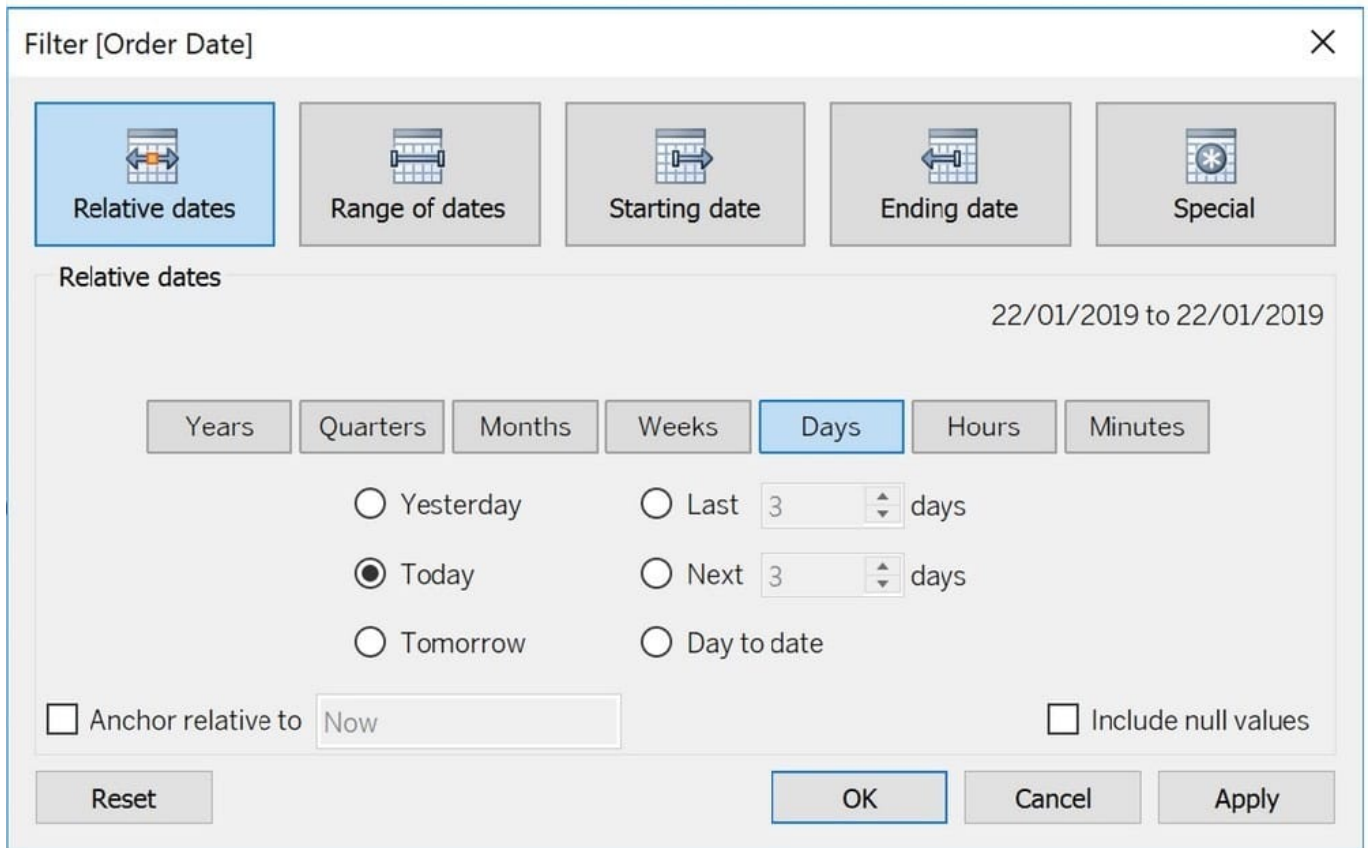 Filter [Order Date]
Relative dates
Range of dates
Starting date
Ending date
Special
Relative dates
22/01/2019 to 22/01/2019
Years
Quarters
Months
Weeks
Days
Hours
Minutes
Yesterday
Last 3 days
Today
Next 3 days
Tomorrow
Day to date
Anchor relative to Now
Include null values
Reset
OK
Cancel
Apply